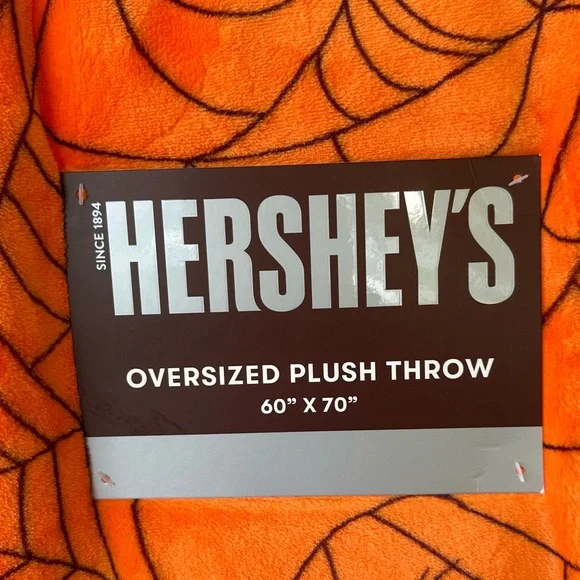 SINCE 1894
HERSHEY'S
OVERSIZED PLUSH THROW
60” X 70”